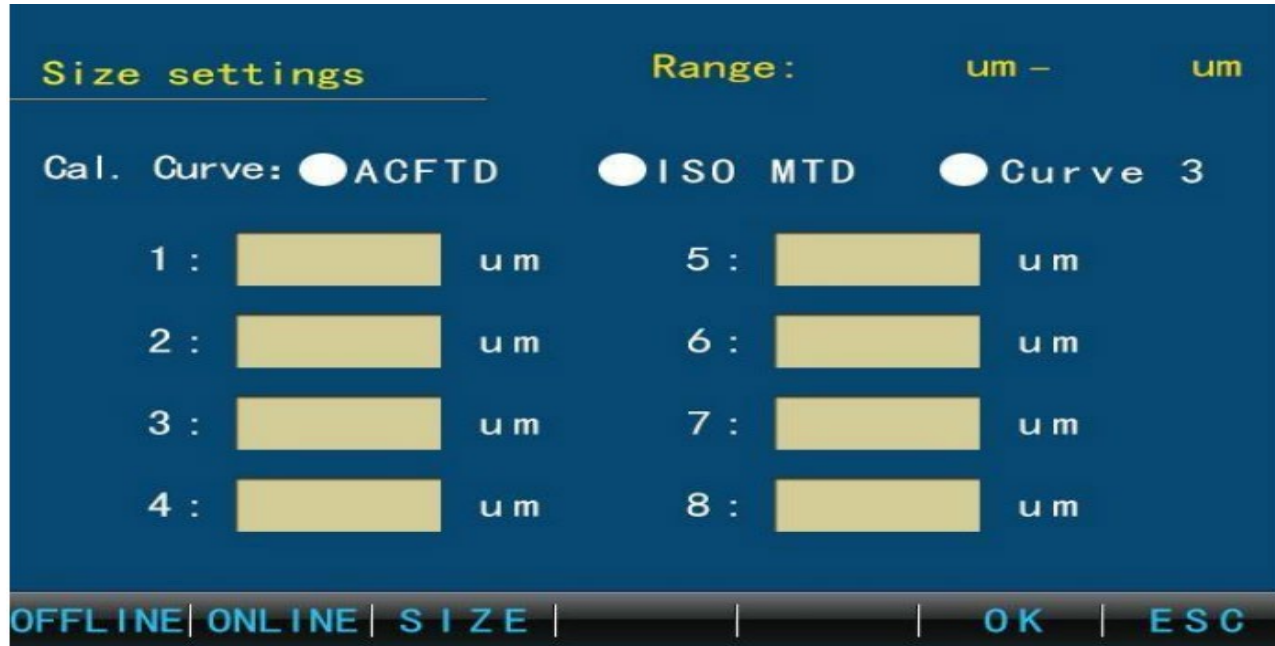 Size settings Range: um – um
Cal. Curve: ACFTD ISO MTD Curve 3
1: um 5: um
2: um 6: um
3: um 7: um
4: um 8: um
OFFLINE ONLINE SIZE OK ESC